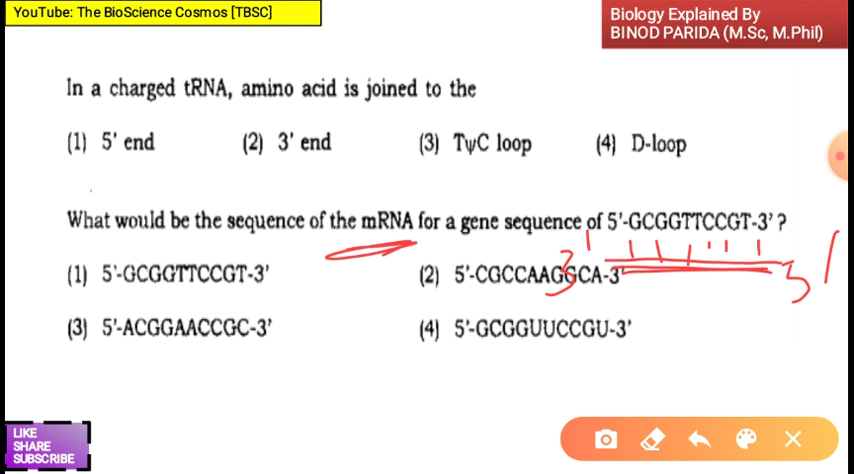 YouTube: The BioScience Cosmos [TBSC]
Biology Explained By
BINOD PARIDA (M.Sc, M.Phil)
In a charged tRNA, amino acid is joined to the
(1) 5' end (2) 3' end (3) TψC loop (4) D-loop
What would be the sequence of the mRNA for a gene sequence of 5'-GCGGTTCCGT-3' ?
3' 3'
(1) 5'-GCGGTTCCGT-3' (2) 5'-CGCCAAGGCA-3'
(3) 5'-ACGGAACCGC-3' (4) 5'-GCGGUUCCGU-3'
LIKE
SHARE
SUBSCRIBE